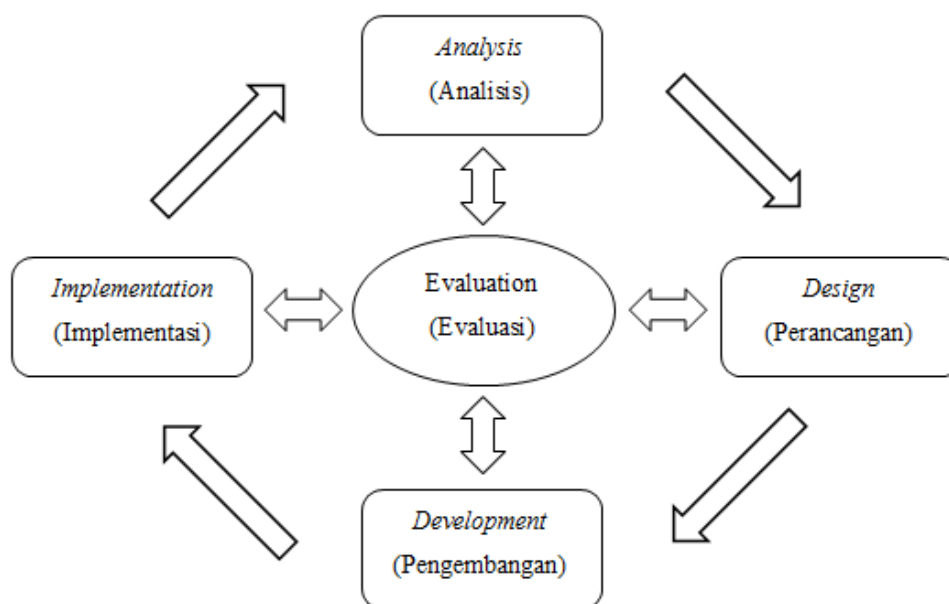 Analysis
(Analisis)
Implementation
(Implementasi)
Evaluation
(Evaluasi)
Design
(Perancangan)
Development
(Pengembangan)